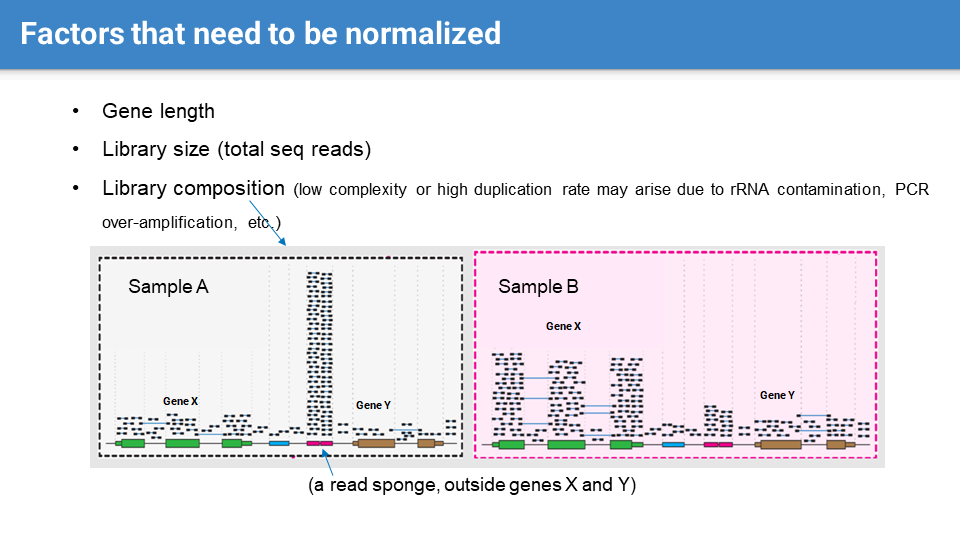 Factors that need to be normalized
• Gene length
• Library size (total seq reads)
• Library composition (low complexity or high duplication rate may arise due to rRNA contamination, PCR
over-amplification, etc.)
Sample A
Sample B
Gene X
Gene X
Gene Y
Gene Y
(a read sponge, outside genes X and Y)